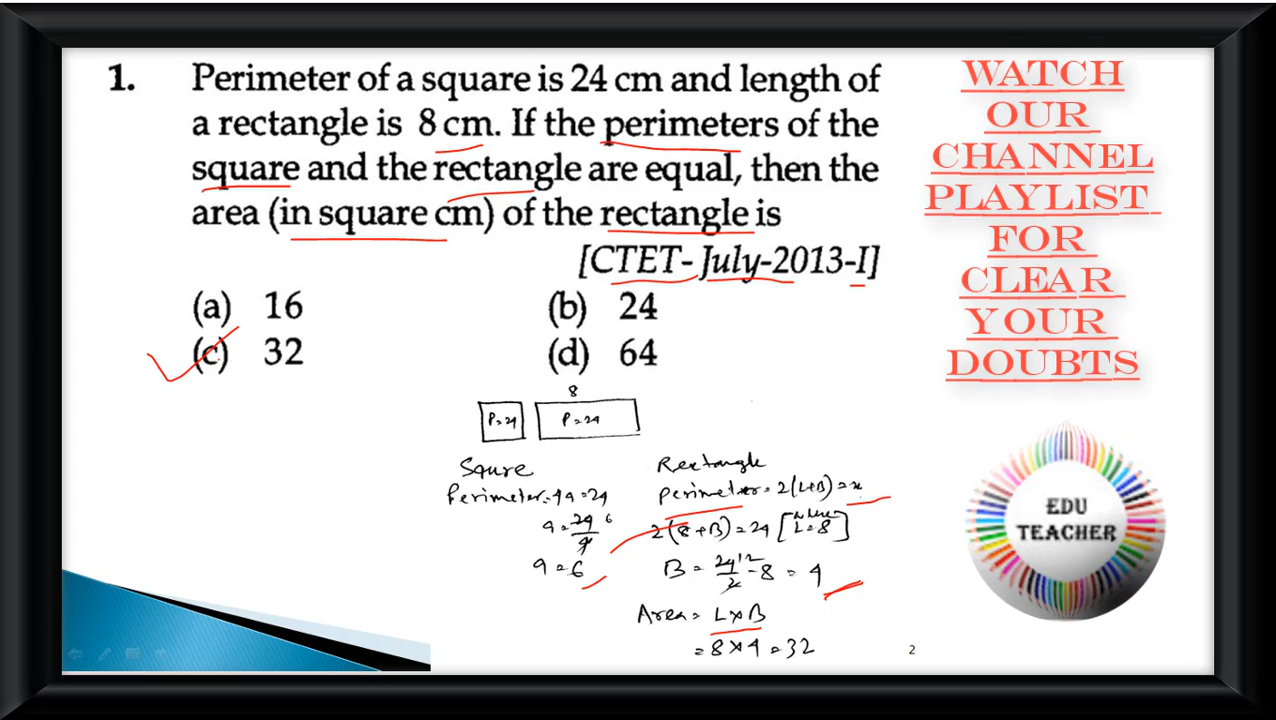 1. Perimeter of a square is 24 cm and length of
a rectangle is 8 cm. If the perimeters of the
square and the rectangle are equal, then the
area (in square cm) of the rectangle is
[CTET- July-2013-I]
(a) 16 (b) 24
(c) 32 (d) 64
WATCH
OUR
CHANNEL
PLAYLIST
FOR
CLEAR
YOUR
DOUBTS
8
P=24 P=24
Squre
Perimeter=4a=24
a=24/4 6
a=6
Rectangle
Perimeter=2(L+B)=x
2(8+B)=24 [where L=8]
B=24/2 12 -8=4
Area=L×B
=8×4=32
EDU
TEACHER
2